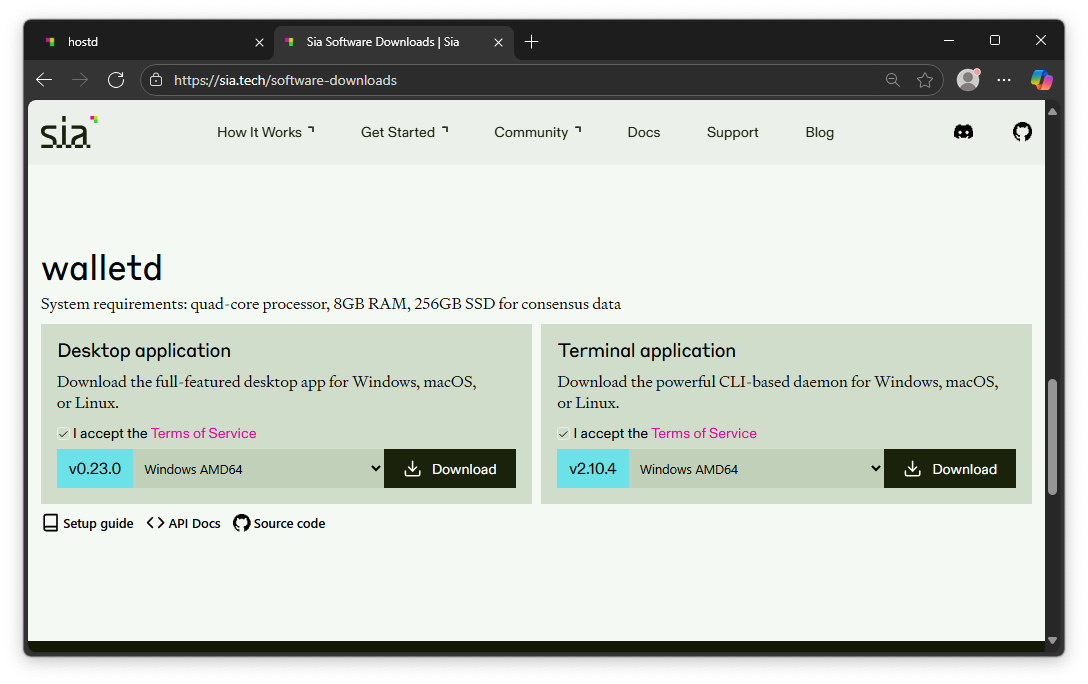 hostd
Sia Software Downloads | Sia
https://sia.tech/software-downloads
sia
How It Works
Get Started
Community
Docs
Support
Blog
walletd
System requirements: quad-core processor, 8GB RAM, 256GB SSD for consensus data
Desktop application
Download the full-featured desktop app for Windows, macOS,
or Linux.
I accept the Terms of Service
v0.23.0
Windows AMD64
Download
Terminal application
Download the powerful CLI-based daemon for Windows, macOS,
or Linux.
I accept the Terms of Service
v2.10.4
Windows AMD64
Download
Setup guide
API Docs
Source code